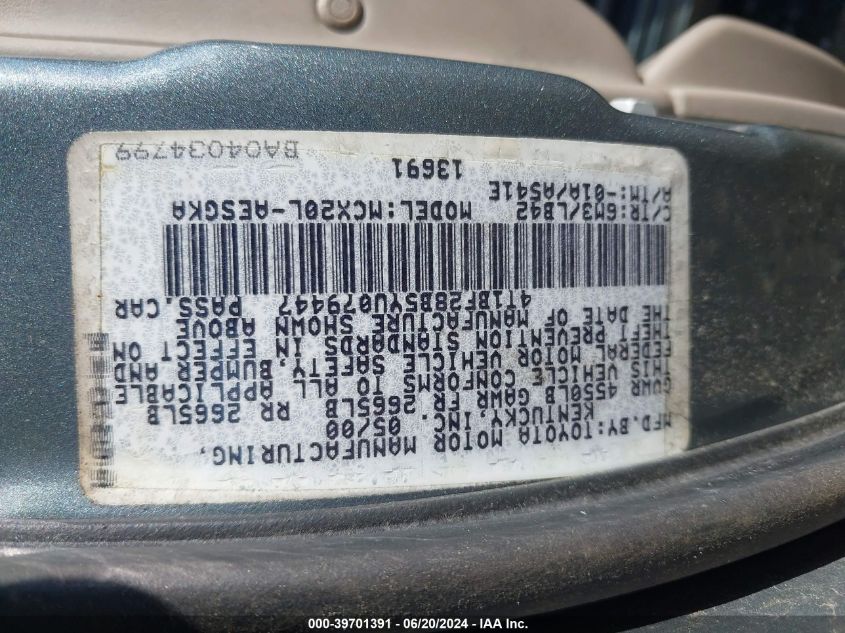 MFD.BY:TOYOTA MOTOR MANUFACTURING,
KENTUCKY,INC. 05/00
GVWR 4550LB GAWR FR 2665LB RR 2665LB
THIS VEHICLE CONFORMS TO ALL APPLICABLE
FEDERAL MOTOR VEHICLE SAFETY, BUMPER, AND
THEFT PREVENTION STANDARDS IN EFFECT ON
THE DATE OF MANUFACTURE SHOWN ABOVE
4T1BF28B5YU079447 PASS.CAR
C/TR:6M3/LB42 MODEL:MCX20L-AESGKA
A/TM:-01A/A541E
13691
BA04034799
000-39701391 - 06/20/2024 - IAA Inc.